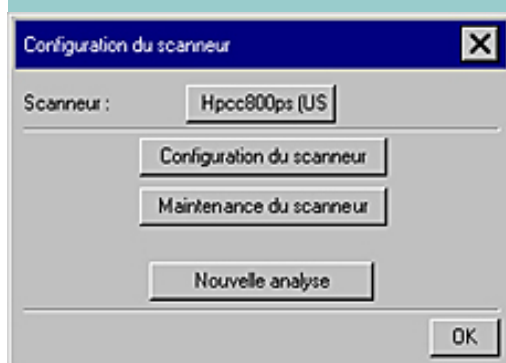 Configuration du scanneur
Scanneur : Hpcc800ps (US
Configuration du scanneur
Maintenance du scanneur
Nouvelle analyse
OK